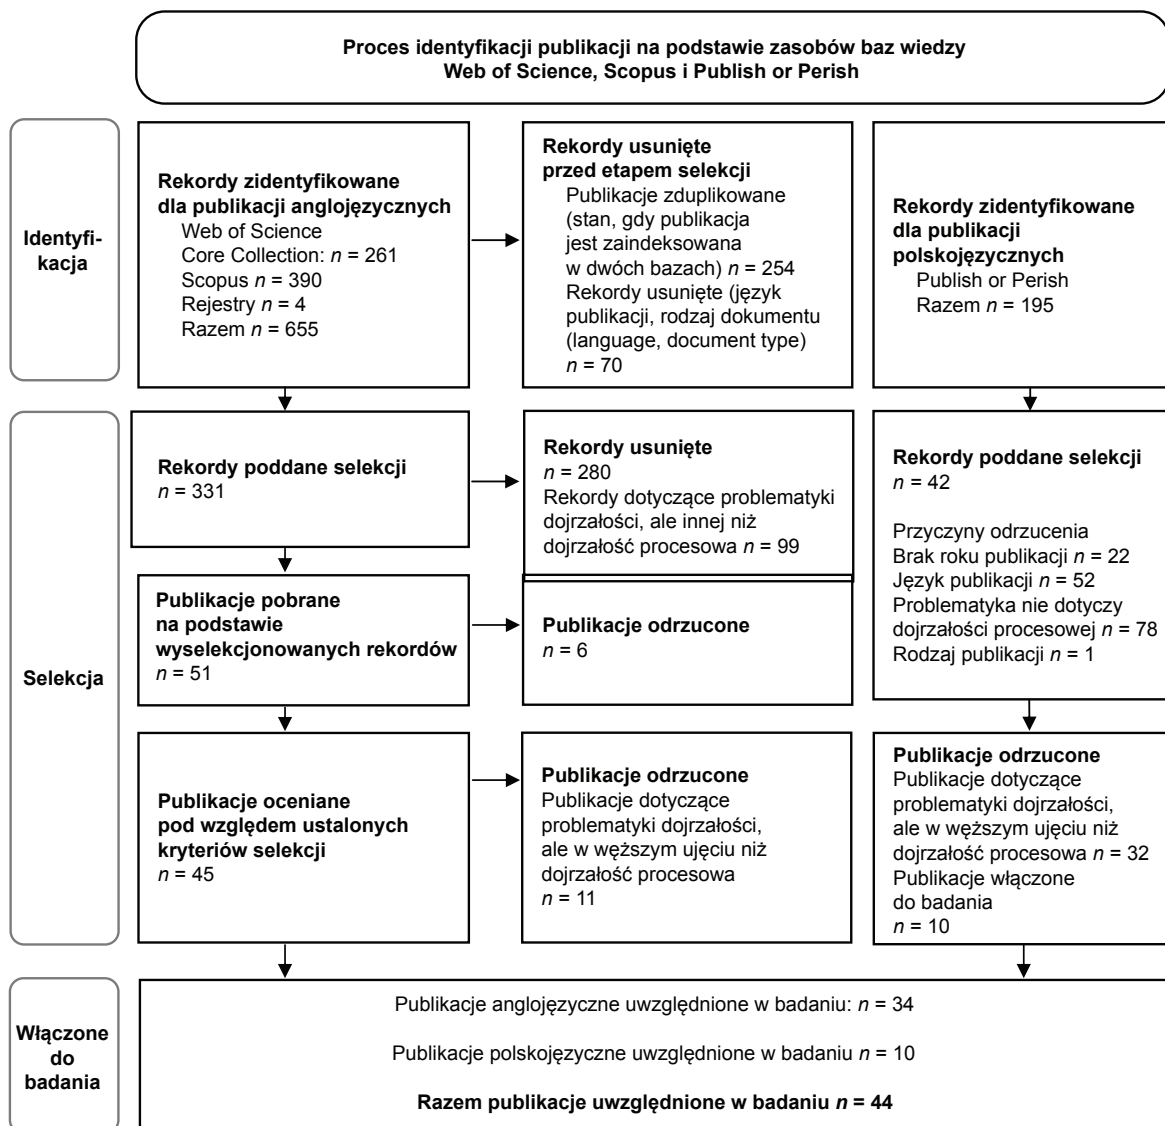 Proces identyfikacji publikacji na podstawie zasobów baz wiedzy
Web of Science, Scopus i Publish or Perish
Identyfi-
kacja
Rekordy zidentyfikowane
dla publikacji anglojęzycznych
Web of Science
Core Collection: n = 261
Scopus n = 390
Rejestry n = 4
Razem n = 655
Rekordy usunięte
przed etapem selekcji
Publikacje zduplikowane
(stan, gdy publikacja
jest zaindeksowana
w dwóch bazach) n = 254
Rekordy usunięte (język
publikacji, rodzaj dokumentu
(language, document type)
n = 70
Rekordy zidentyfikowane
dla publikacji
polskojęzycznych
Publish or Perish
Razem n = 195
Selekcja
Rekordy poddane selekcji
n = 331
Rekordy usunięte
n = 280
Rekordy dotyczące problematyki
dojrzałości, ale innej niż
dojrzałość procesowa n = 99
Rekordy poddane selekcji
n = 42
Przyczyny odrzucenia
Brak roku publikacji n = 22
Język publikacji n = 52
Problematyka nie dotyczy
dojrzałości procesowej n = 78
Rodzaj publikacji n = 1
Publikacje pobrane
na podstawie
wyselekcjonowanych rekordów
n = 51
Publikacje odrzucone
n = 6
Publikacje oceniane
pod względem ustalonych
kryteriów selekcji
n = 45
Publikacje odrzucone
Publikacje dotyczące
problematyki dojrzałości,
ale w węższym ujęciu niż
dojrzałość procesowa
n = 11
Publikacje odrzucone
Publikacje dotyczące
problematyki dojrzałości,
ale w węższym ujęciu niż
dojrzałość procesowa n = 32
Publikacje włączone
do badania
n = 10
Włączone
do
badania
Publikacje anglojęzyczne uwzględnione w badaniu: n = 34
Publikacje polskojęzyczne uwzględnione w badaniu n = 10
Razem publikacje uwzględnione w badaniu n = 44